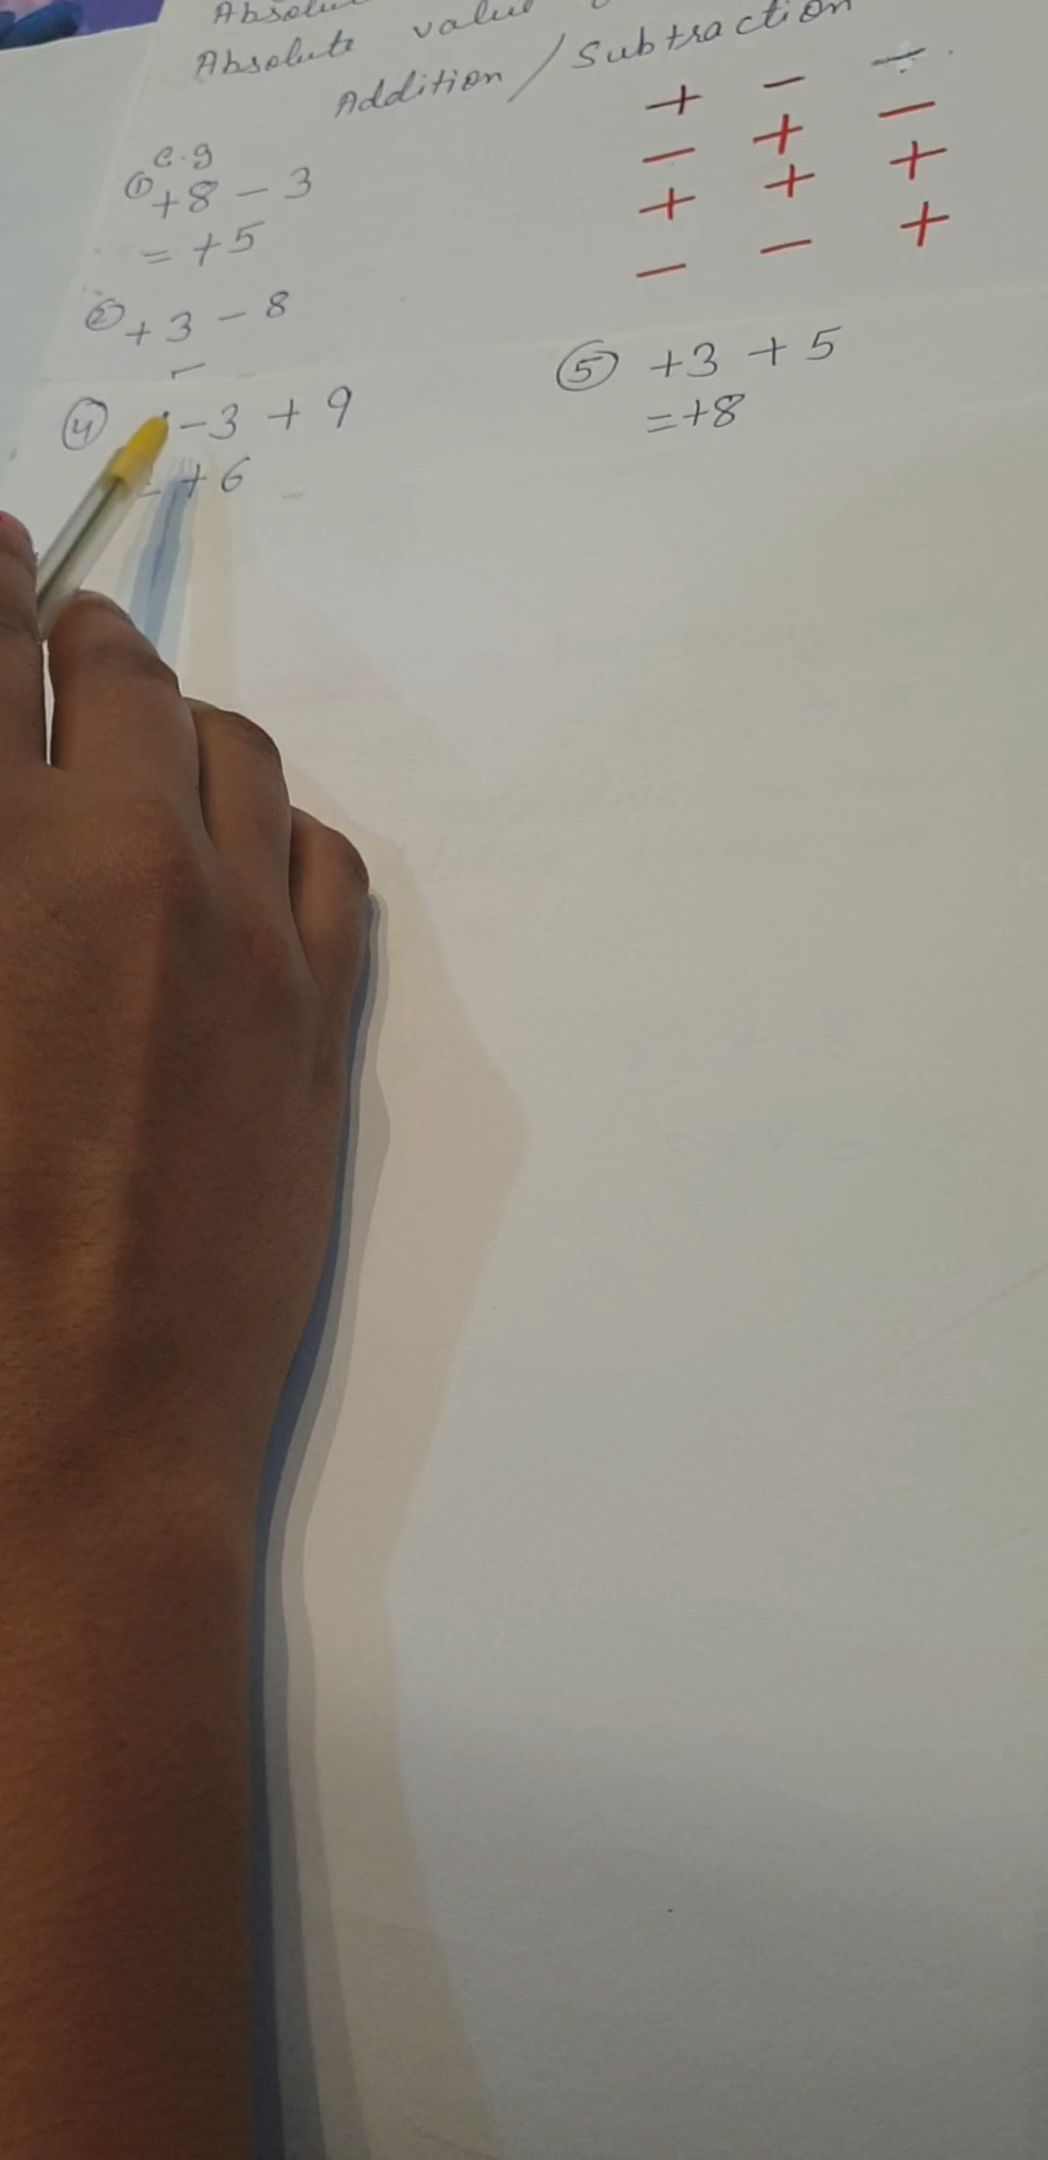 Absolute value
Addition / Subtraction
+ - -
- + -
+ + +
- - +
e.g
① +8 - 3
= +5
② +3 - 8
④ -3 + 9
= +6
⑤ +3 + 5
= +8